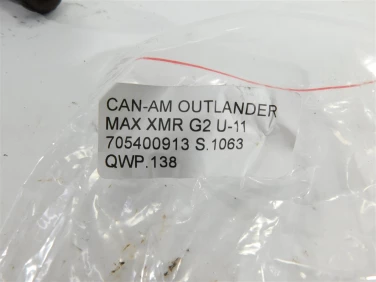 CAN-AM OUTLANDER
MAX XMR G2 U-11
705400913 S.1063
QWP.138